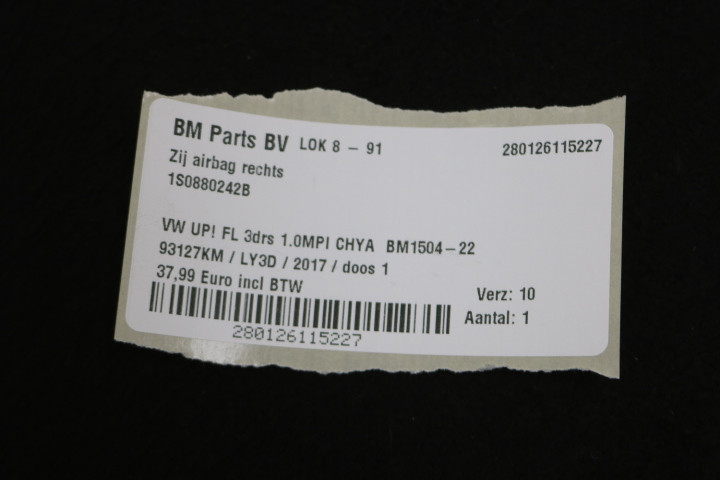 BM Parts BV LOK 8 - 91 280126115227
Zij airbag rechts
1S0880242B
VW UP! FL 3drs 1.0MPI CHYA BM1504-22
93127KM / LY3D / 2017 / doos 1
37,99 Euro incl BTW
Verz: 10
Aantal: 1
280126115227